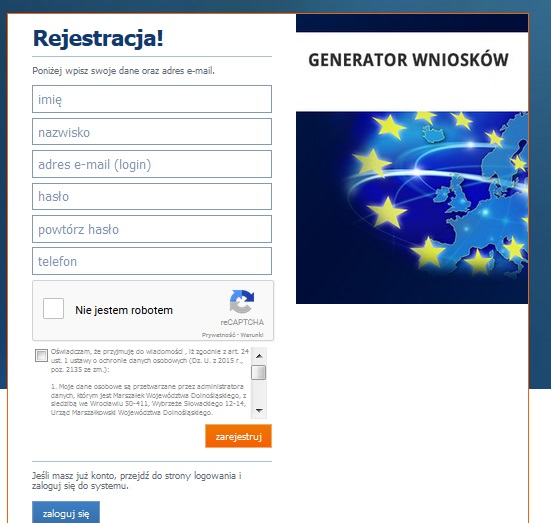 Rejestracja!
Poniżej wpisz swoje dane oraz adres e-mail.
imię
nazwisko
adres e-mail (login)
hasło
powtórz hasło
telefon
Nie jestem robotem
reCAPTCHA
Prywatność - Warunki
Oświadczam, że przyjmuję do wiadomości , iż zgodnie z art. 24
ust. 1 ustawy o ochronie danych osobowych (Dz. U. z 2015 r.,
poz. 2135 ze zm.):
1. Moje dane osobowe są przetwarzane przez administratora
danych, którym jest Marszałek Województwa Dolnośląskiego, z
siedzibą we Wrocławiu 50-411, Wybrzeże Słowackiego 12-14,
Urząd Marszałkowski Województwa Dolnośląskiego.
zarejestruj
Jeśli masz już konto, przejdź do strony logowania i
zaloguj się do systemu.
zaloguj się
GENERATOR WNIOSKÓW